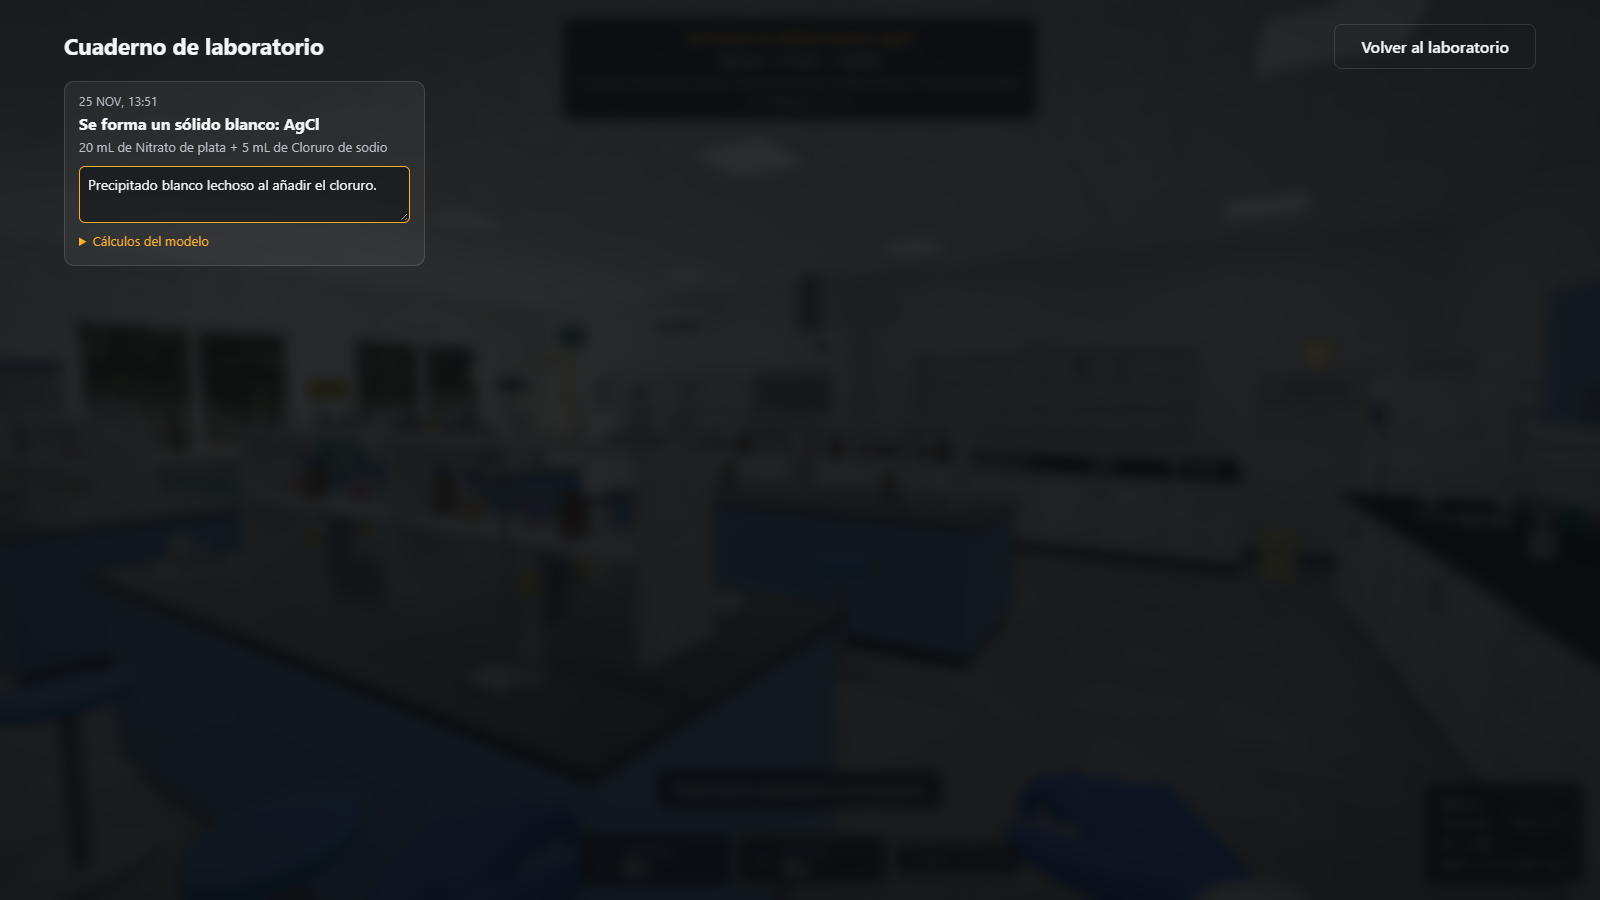 Cuaderno de laboratorio
Volver al laboratorio
25 NOV, 13:51
Se forma un sólido blanco: AgCl
20 mL de Nitrato de plata + 5 mL de Cloruro de sodio
Precipitado blanco lechoso al añadir el cloruro.
Cálculos del modelo